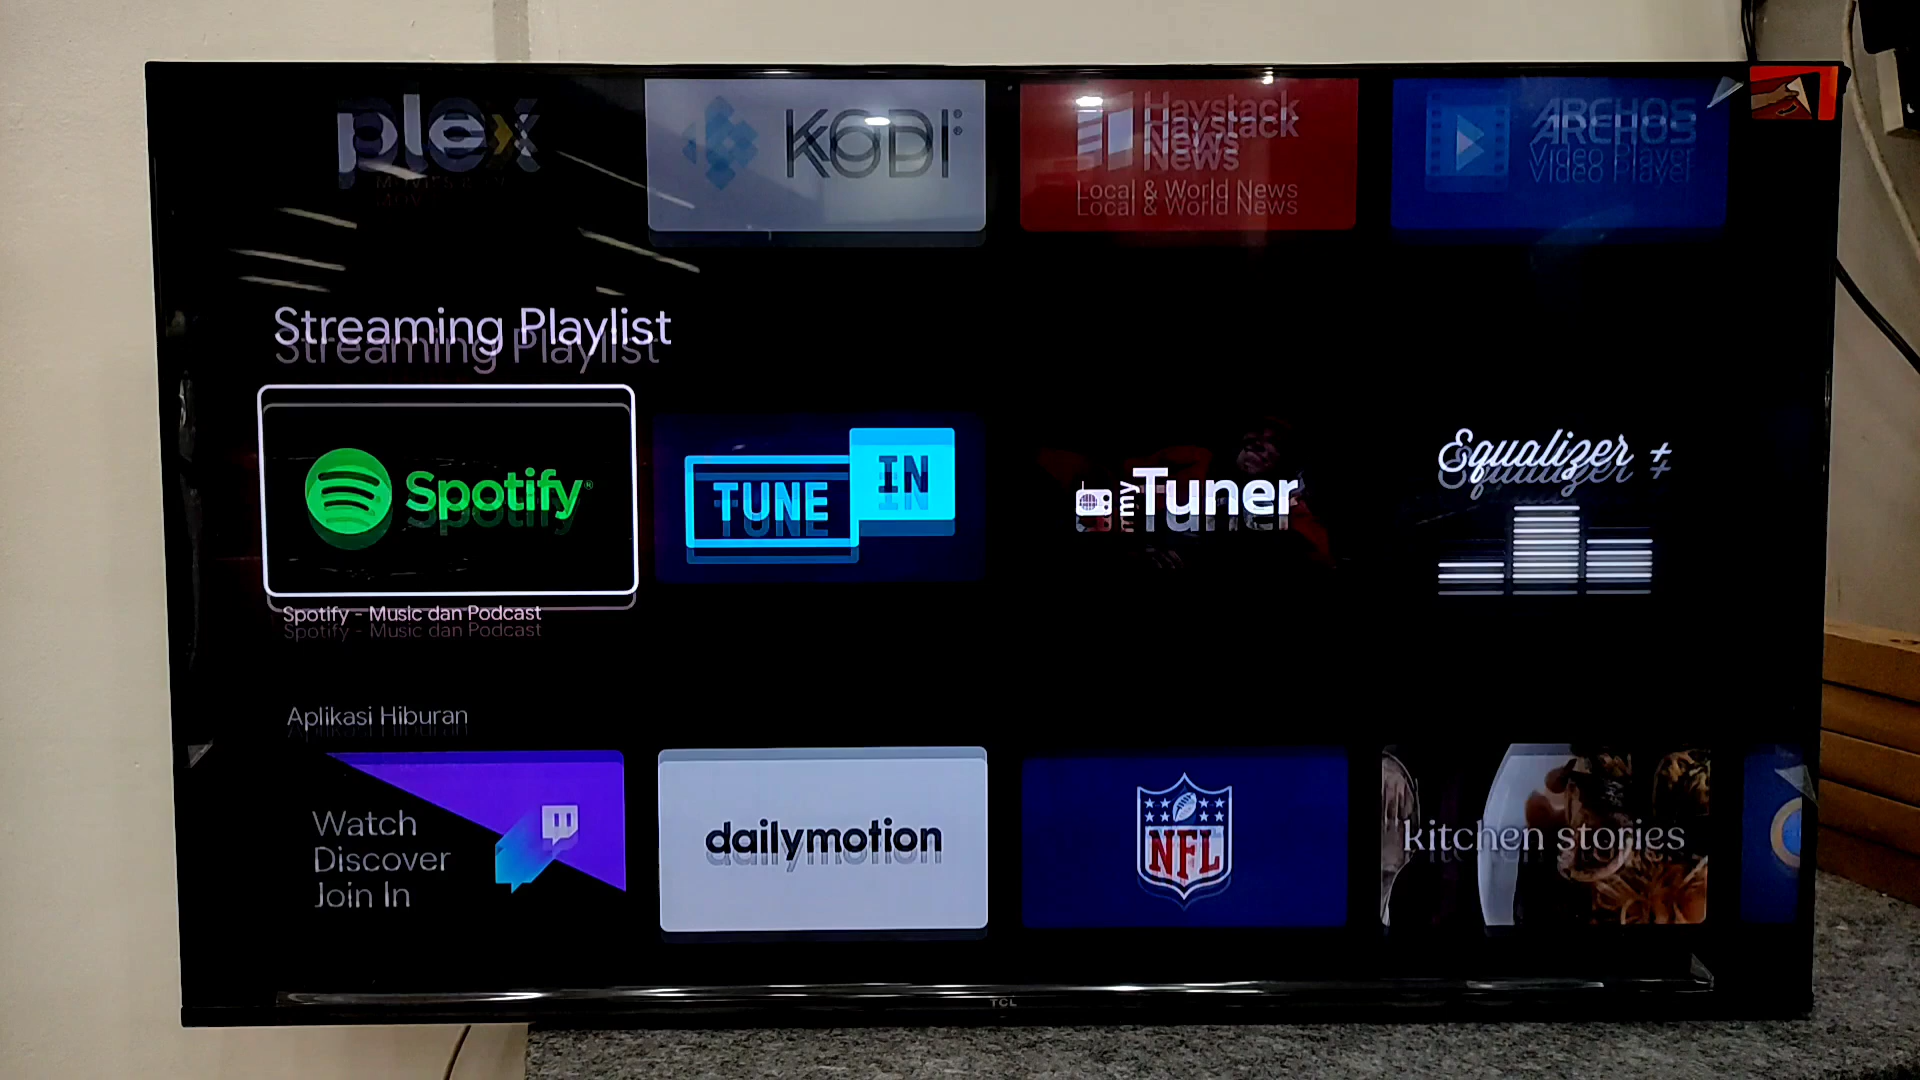 plex
KODI
Haystack
News
Local & World News
ARCHOS
Video Player
Streaming Playlist
Spotify
TUNE IN
myTuner
Equalizer +
Spotify - Music dan Podcast
Aplikasi Hiburan
Watch
Discover
Join In
dailymotion
NFL
kitchen stories
TCL